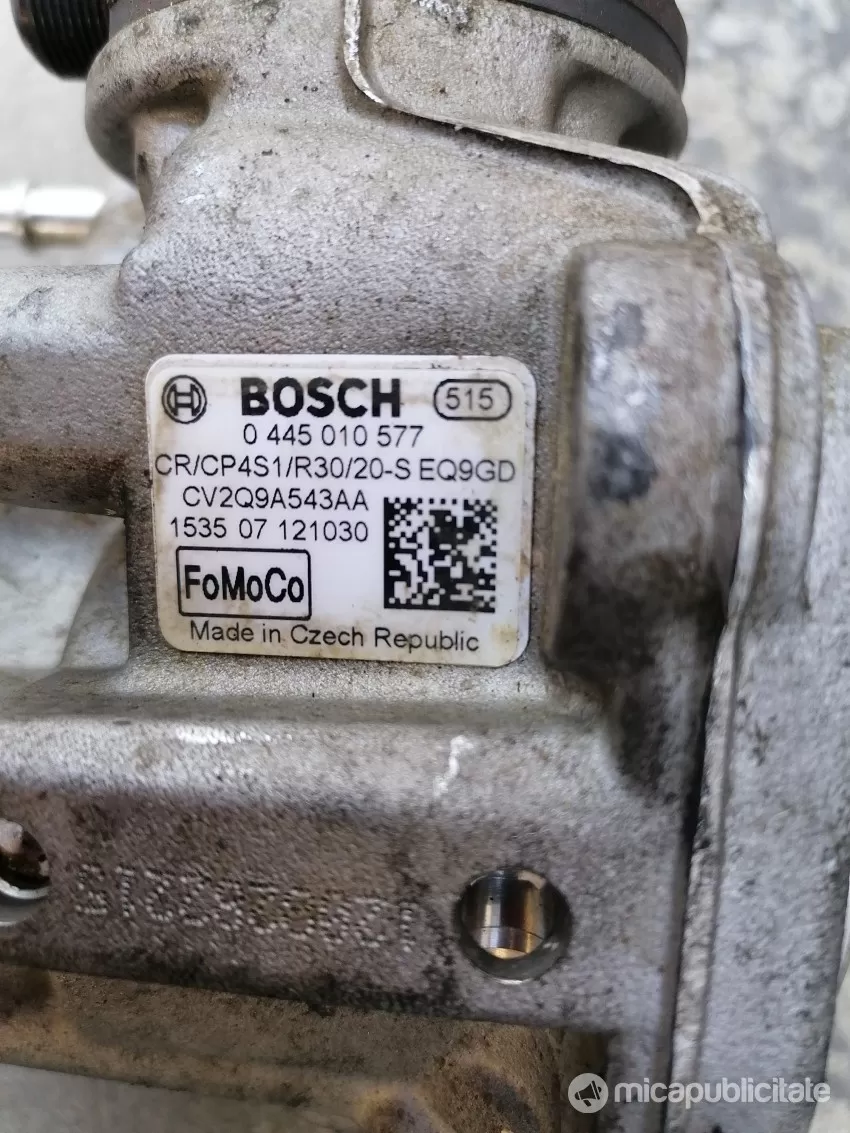 BOSCH 515
0 445 010 577
CR/CP4S1/R30/20-S EQ9GD
CV2Q9A543AA
1535 07 121030
FoMoCo
Made in Czech Republic
micapublicitate